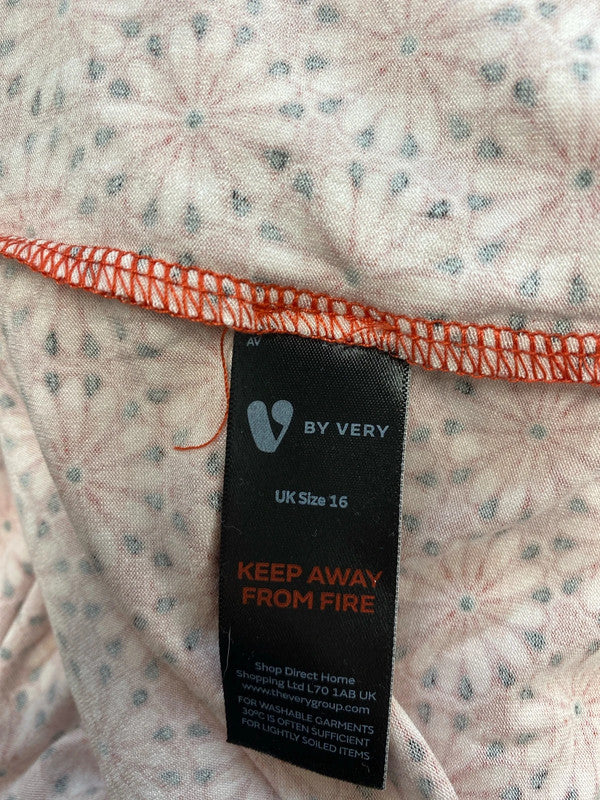 AV
V BY VERY
UK Size 16
KEEP AWAY
FROM FIRE
Shop Direct Home
Shopping Ltd L70 1AB UK
www.theverygroup.com
FOR WASHABLE GARMENTS
30°C IS OFTEN SUFFICIENT
FOR LIGHTLY SOILED ITEMS